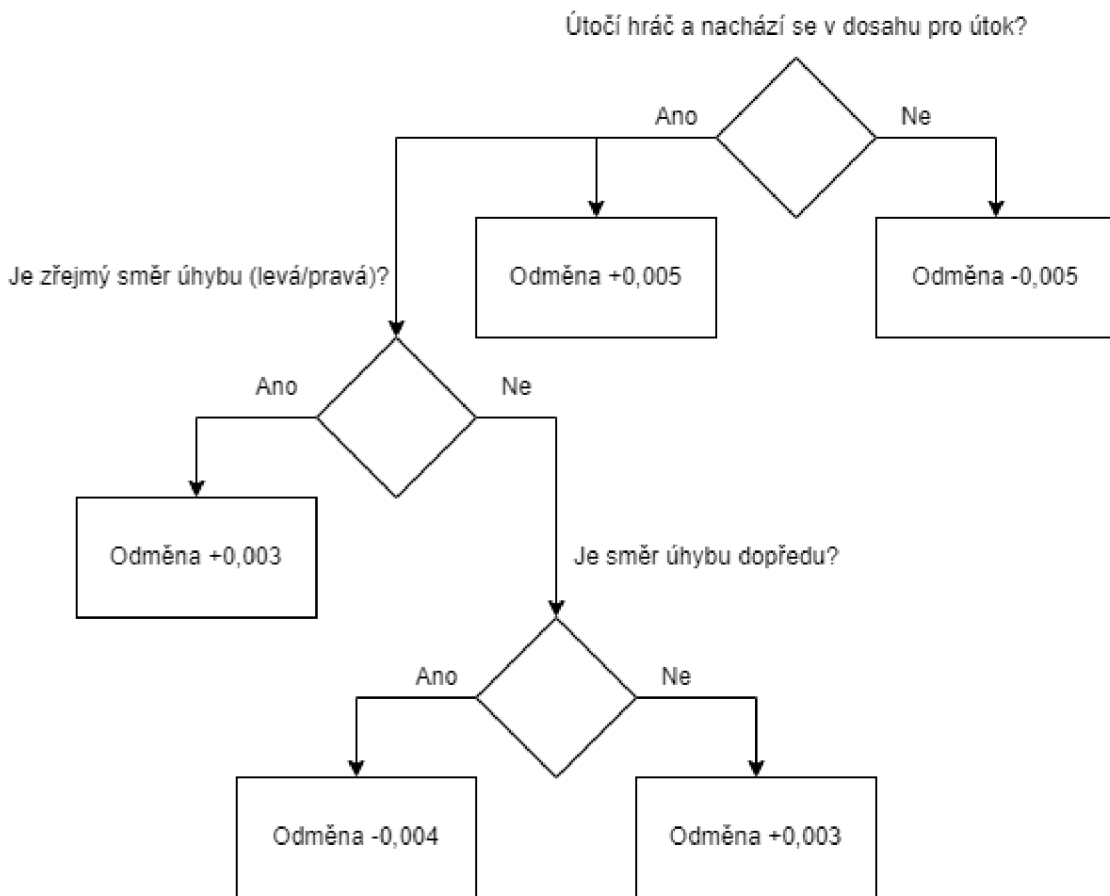 Útočí hráč a nachází se v dosahu pro útok?
Ano
Ne
Odměna +0,005
Odměna -0,005
Je zřejmý směr úhybu (levá/pravá)?
Ano
Ne
Odměna +0,003
Je směr úhybu dopředu?
Ano
Ne
Odměna -0,004
Odměna +0,003